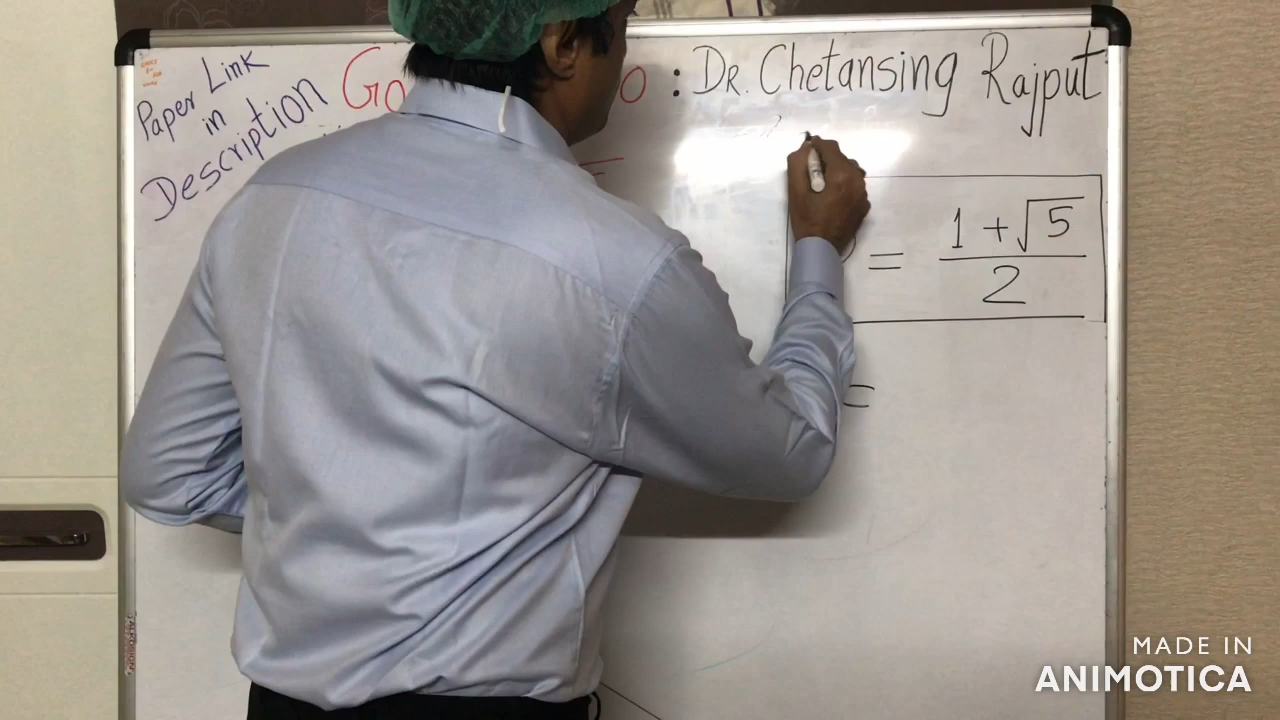 Paper Link
in
Description
Go o : DR. Chetansing Rajput
= 1 + √5
2
=
MADE IN
ANIMOTICA